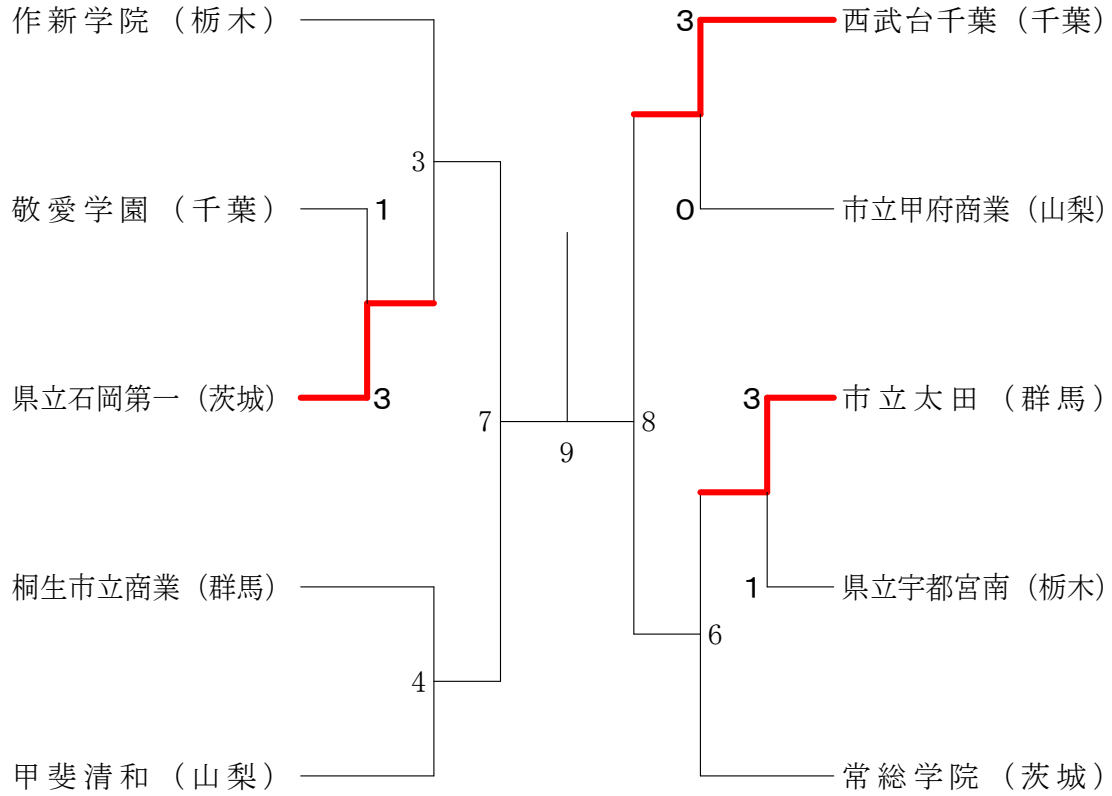 作新学院（栃木）
敬愛学園（千葉）
県立石岡第一（茨城）
桐生市立商業（群馬）
甲斐清和（山梨）
3
1
3
4
7
9
8
3
0
3
1
6
西武台千葉（千葉）
市立甲府商業（山梨）
市立太田（群馬）
県立宇都宮南（栃木）
常総学院（茨城）